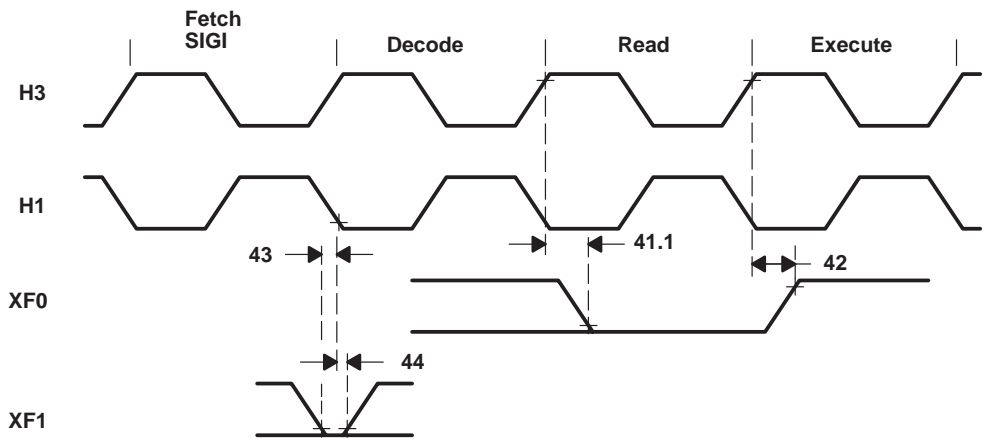 Fetch
SIGI
Decode
Read
Execute
H3
H1
43
41.1
42
XF0
44
XF1